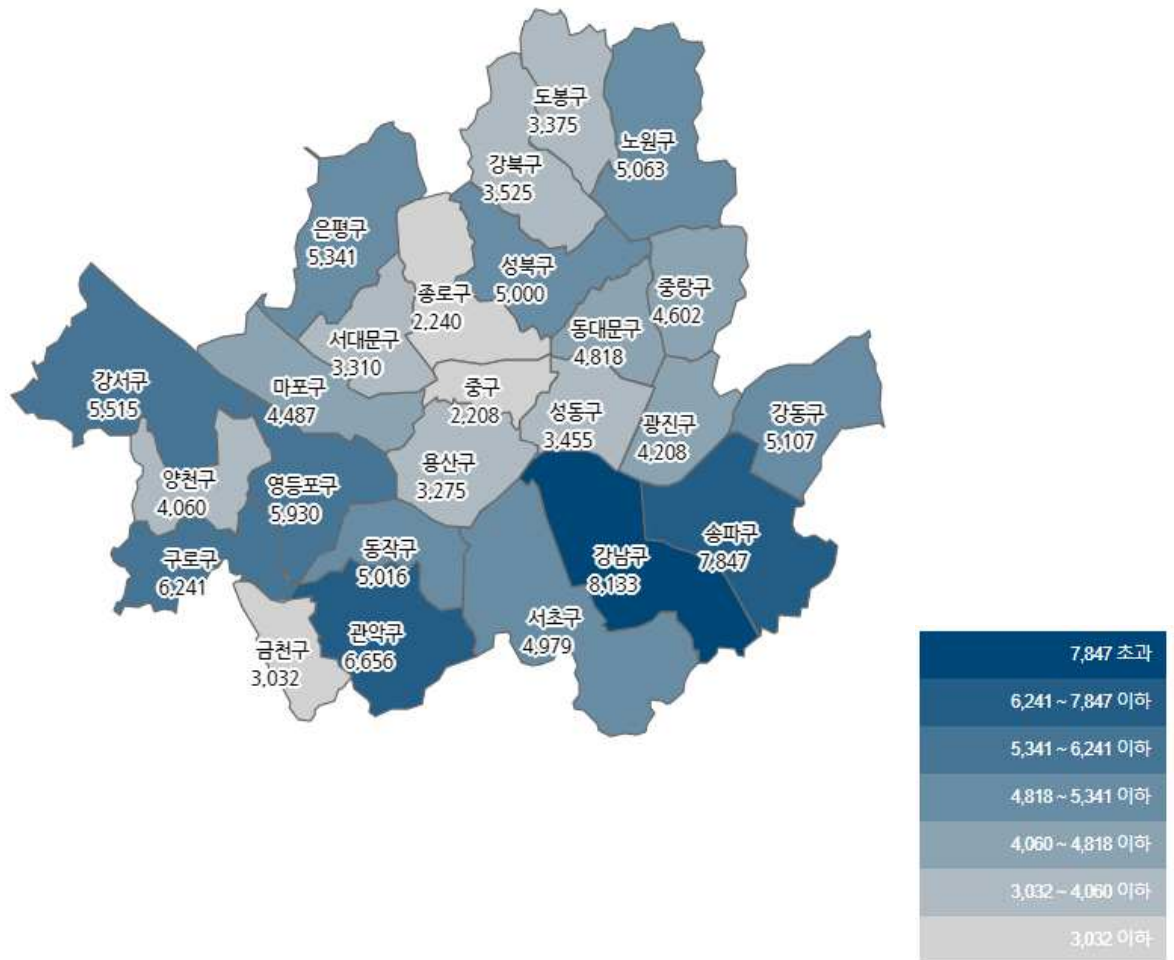 도봉구
3,375
노원구
5,063
강북구
3,525
은평구
5,341
성북구
5,000
중랑구
4,602
종로구
2,240
동대문구
4,818
서대문구
3,310
강서구
5,515
마포구
4,487
중구
2,208
성동구
3,455
광진구
4,208
강동구
5,107
양천구
4,060
영등포구
5,930
용산구
3,275
구로구
6,241
동작구
5,016
강남구
8,133
송파구
7,847
금천구
3,032
관악구
6,656
서초구
4,979
7,847 초과
6,241 ~ 7,847 이하
5,341 ~ 6,241 이하
4,818 ~ 5,341 이하
4,060 ~ 4,818 이하
3,032 ~ 4,060 이하
3,032 이하